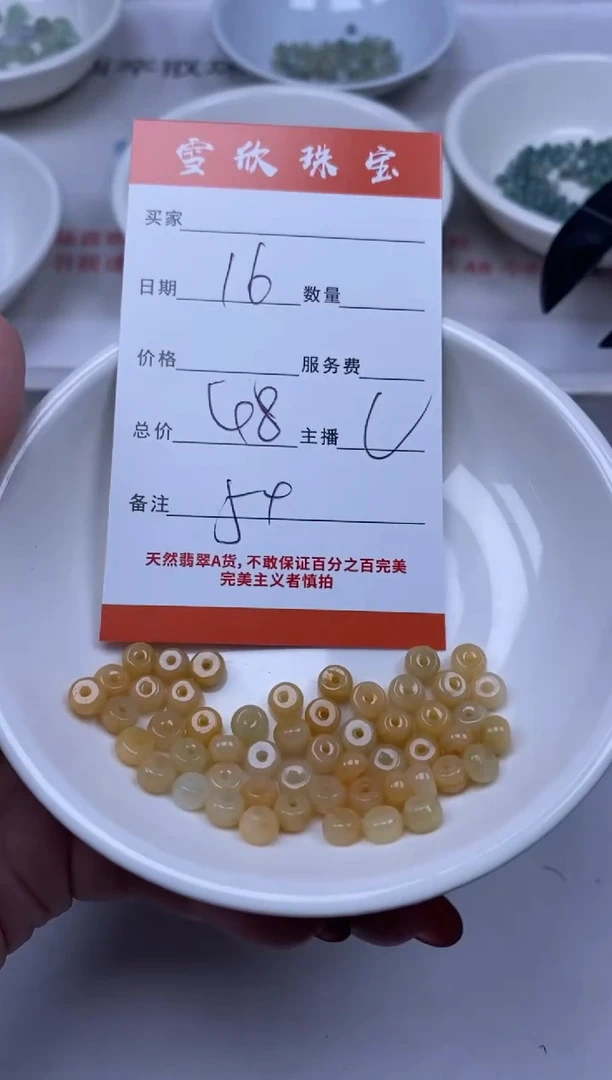 雪欣珠宝
买家
日期 16 数量
价格 服务费
总价 68 主播
备注 54
天然翡翠A货,不敢保证百分之百完美
完美主义者慎拍